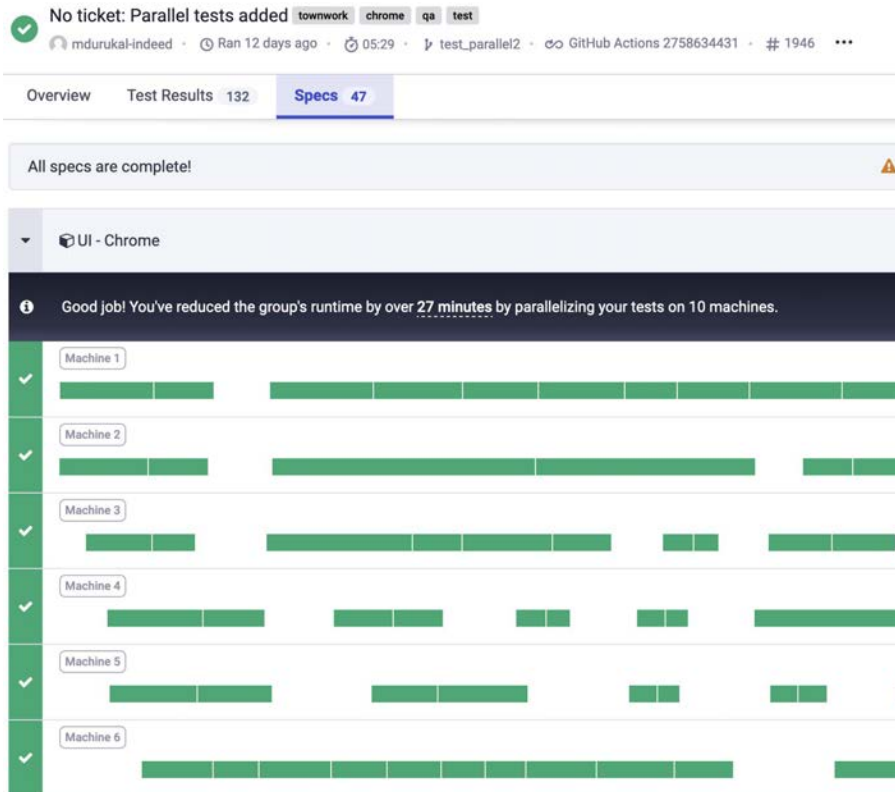 No ticket: Parallel tests added townwork chrome qa test
mdurukal-indeed · Ran 12 days ago · 05:29 · test_parallel2 · GitHub Actions 2758634431 · # 1946 •••
Overview Test Results 132 Specs 47
All specs are complete!
UI - Chrome
Good job! You've reduced the group's runtime by over 27 minutes by parallelizing your tests on 10 machines.
Machine 1
Machine 2
Machine 3
Machine 4
Machine 5
Machine 6